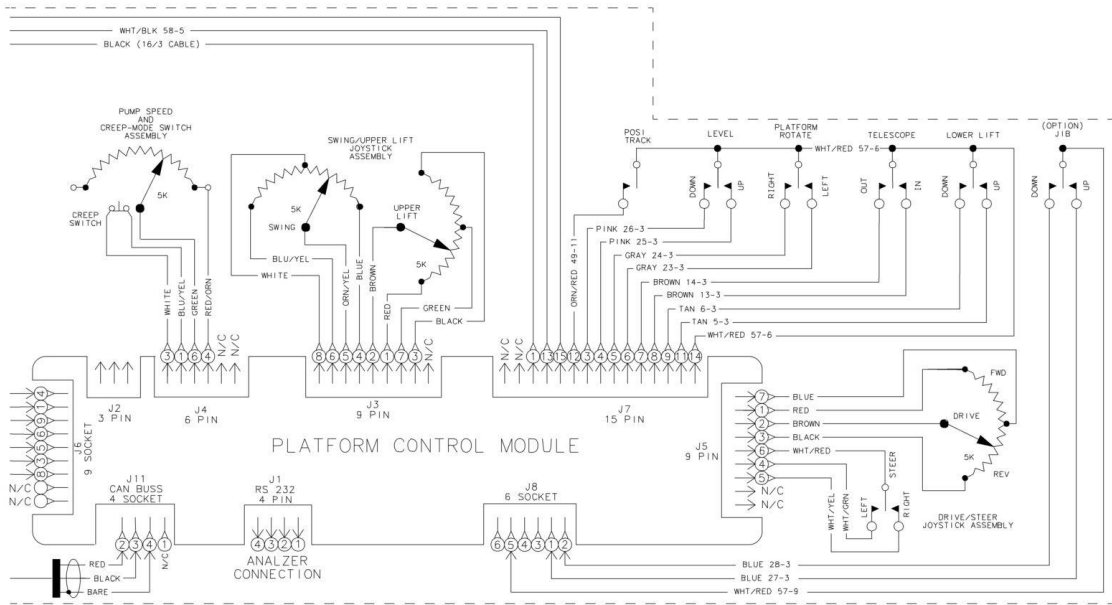 WHT/BLK 58-5
BLACK (16/3 CABLE)
PUMP SPEED
AND
CREEP-MODE SWITCH
ASSEMBLY
5K
CREEP
SWITCH
SWING/UPPER LIFT
JOYSTICK
ASSEMBLY
5K
SWING
UPPER
LIFT
5K
POSI
TRACK
LEVEL
PLATFORM
ROTATE
TELESCOPE
LOWER LIFT
(OPTION)
JIB
WHT/RED 57-6
DOWN
UP
RIGHT
LEFT
OUT
IN
DOWN
UP
DOWN
UP
WHITE
BLU/YEL
GREEN
RED/ORN
N/C
N/C
WHITE
BLU/YEL
ORN/YEL
BLUE
BROWN
RED
GREEN
BLACK
N/C
ORN/RED 49-11
PINK 26-3
PINK 25-3
GRAY 24-3
GRAY 23-3
BROWN 14-3
BROWN 13-3
TAN 6-3
TAN 5-3
WHT/RED 57-6
N/C
N/C
3 1 6 4
8 6 5 4 2 1 7 3
1 13 15 12 3 4 5 6 7 8 9 11 14
J2
3 PIN
J4
6 PIN
J3
9 PIN
J7
15 PIN
J6
9 SOCKET
4
1
9
6
5
3
8
N/C
N/C
PLATFORM CONTROL MODULE
J5
9 PIN
7 BLUE
1 RED
2 BROWN
3 BLACK
6 WHT/RED
4
5
N/C
N/C
WHT/YEL
WHT/GRN
LEFT
STEER
RIGHT
FWD
DRIVE
5K
REV
DRIVE/STEER
JOYSTICK ASSEMBLY
J11
CAN BUSS
4 SOCKET
2 3 4 1
N/C
RED
BLACK
BARE
J1
RS 232
4 PIN
4 3 2 1
ANALZER
CONNECTION
J8
6 SOCKET
6 5 4 3 1 2
BLUE 28-3
BLUE 27-3
WHT/RED 57-9